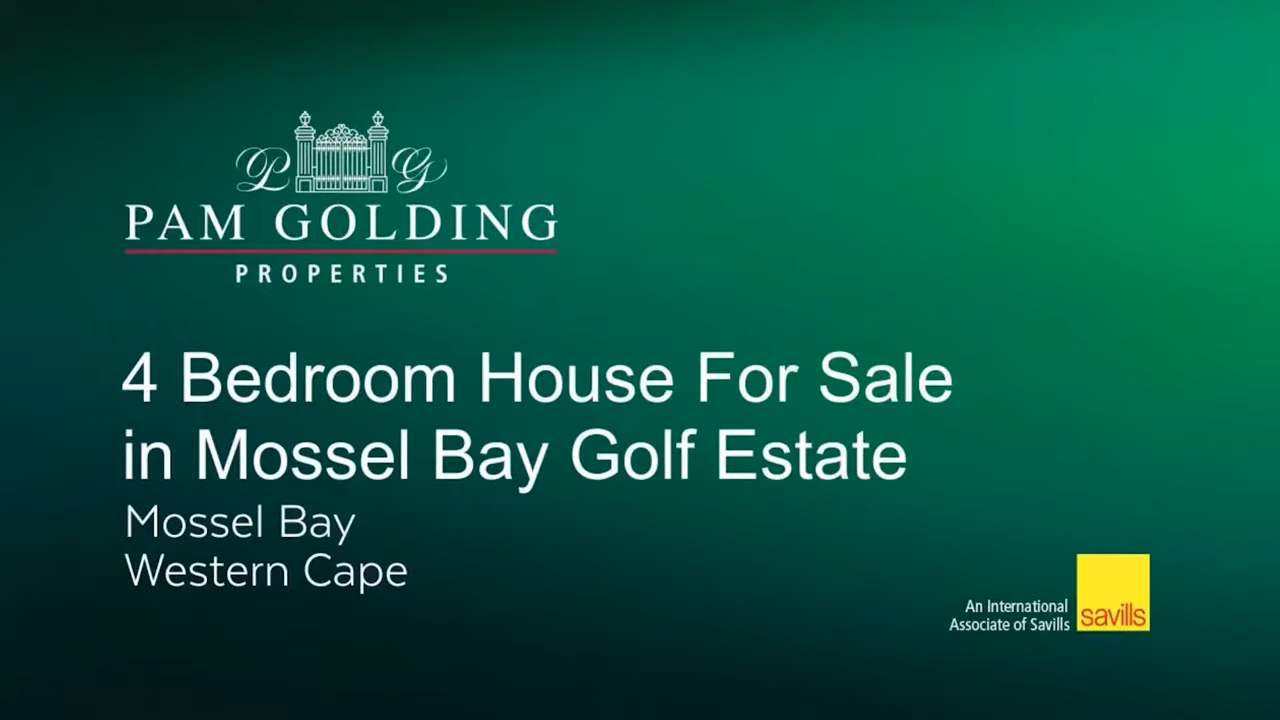 P G
PAM GOLDING
PROPERTIES
4 Bedroom House For Sale
in Mossel Bay Golf Estate
Mossel Bay
Western Cape
An International
Associate of Savills
savills